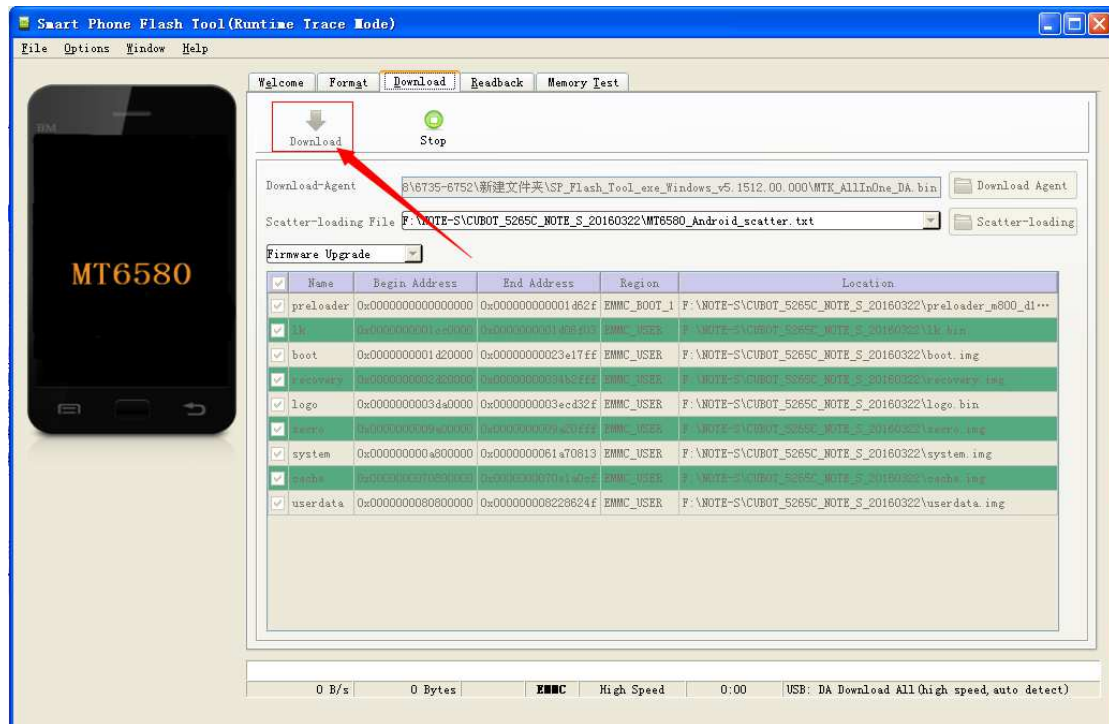 Smart Phone Flash Tool(Runtime Trace Mode)
File Options Window Help
BM
MT6580
Welcome Format Download Readback Memory Test
Download Stop
Download-Agent 8\6735-6752\新建文件夹\SP_Flash_Tool_exe_Windows_v5.1512.00.000\MTK_AllInOne_DA.bin Download Agent
Scatter-loading File F:\NOTE-S\CUBOT_5265C_NOTE_S_20160322\MT6580_Android_scatter.txt Scatter-loading
Firmware Upgrade
Name Begin Address End Address Region Location
preloader 0x0000000000000000 0x000000000001d62f EMMC_BOOT_1 F:\NOTE-S\CUBOT_5265C_NOTE_S_20160322\preloader_m800_d1···
lk EMMC_USER F:\NOTE-S\CUBOT_5265C_NOTE_S_20160322\lk.bin
boot 0x0000000001d20000 0x00000000023e17ff EMMC_USER F:\NOTE-S\CUBOT_5265C_NOTE_S_20160322\boot.img
recovery 0x0000000002d20000 0x00000000034b2fff EMMC_USER F:\NOTE-S\CUBOT_5265C_NOTE_S_20160322\recovery.img
logo 0x0000000003da0000 0x0000000003ecd32f EMMC_USER F:\NOTE-S\CUBOT_5265C_NOTE_S_20160322\logo.bin
secro 0x0000000009a00000 0x0000000009a20fff EMMC_USER F:\NOTE-S\CUBOT_5265C_NOTE_S_20160322\secro.img
system 0x000000000a800000 0x0000000061a70813 EMMC_USER F:\NOTE-S\CUBOT_5265C_NOTE_S_20160322\system.img
cache EMMC_USER F:\NOTE-S\CUBOT_5265C_NOTE_S_20160322\cache.img
userdata 0x0000000080800000 0x000000008228624f EMMC_USER F:\NOTE-S\CUBOT_5265C_NOTE_S_20160322\userdata.img
0 B/s 0 Bytes EMMC High Speed 0:00 USB: DA Download All(high speed,auto detect)